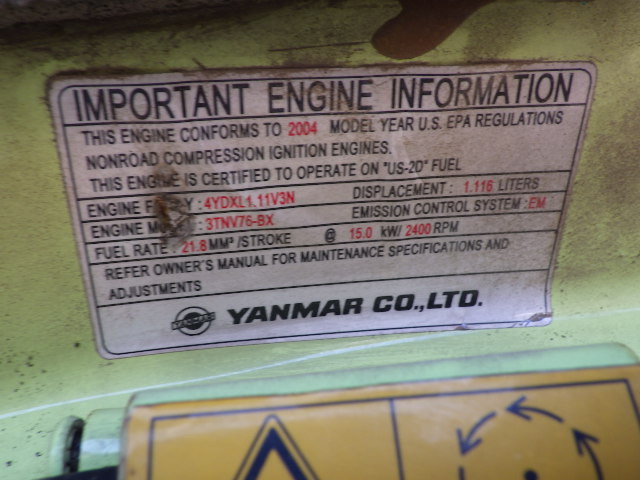 IMPORTANT ENGINE INFORMATION
THIS ENGINE CONFORMS TO 2004 MODEL YEAR U.S. EPA REGULATIONS
NONROAD COMPRESSION IGNITION ENGINES.
THIS ENGINE IS CERTIFIED TO OPERATE ON "US-2D" FUEL
ENGINE : 4YDXL1.11V3N DISPLACEMENT : 1.116 LITERS
ENGINE : 3TNV76-BX EMISSION CONTROL SYSTEM : EM
FUEL RATE : 21.8 MM³ /STROKE @ 15.0 kW/ 2400 RPM
REFER OWNER'S MANUAL FOR MAINTENANCE SPECIFICATIONS AND
ADJUSTMENTS
YANMAR CO.,LTD.